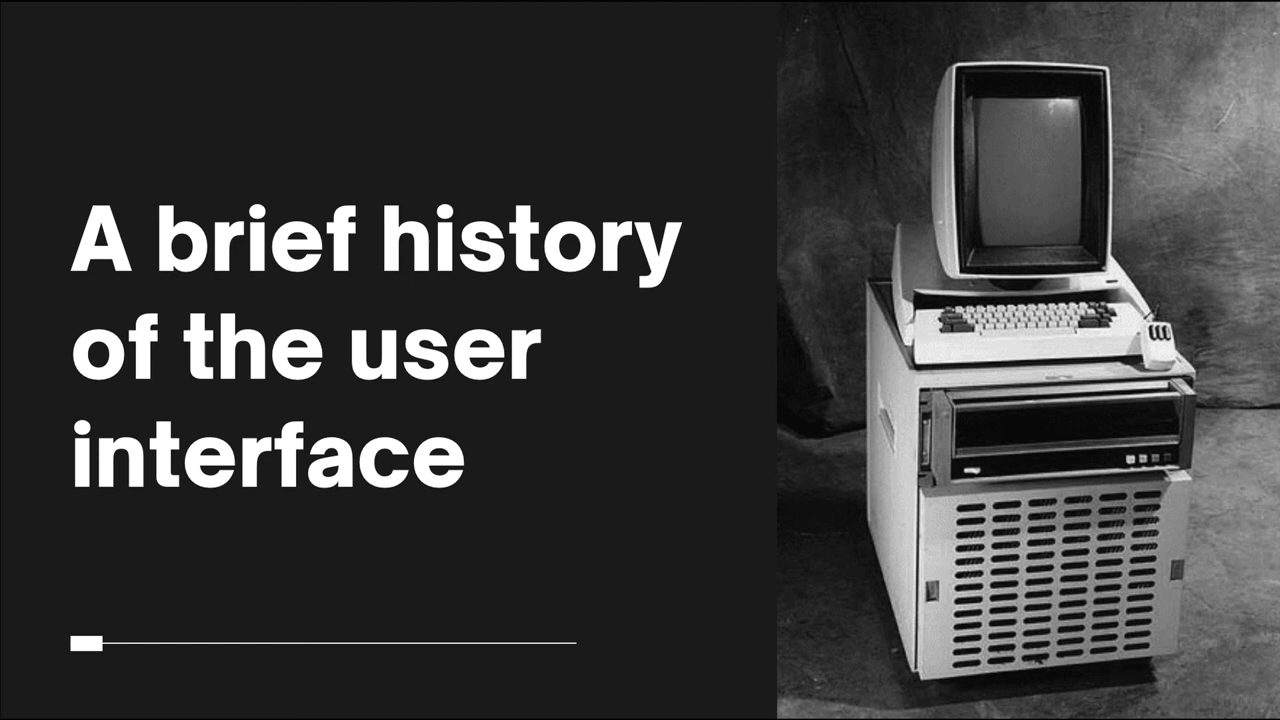 A brief history
of the user
interface